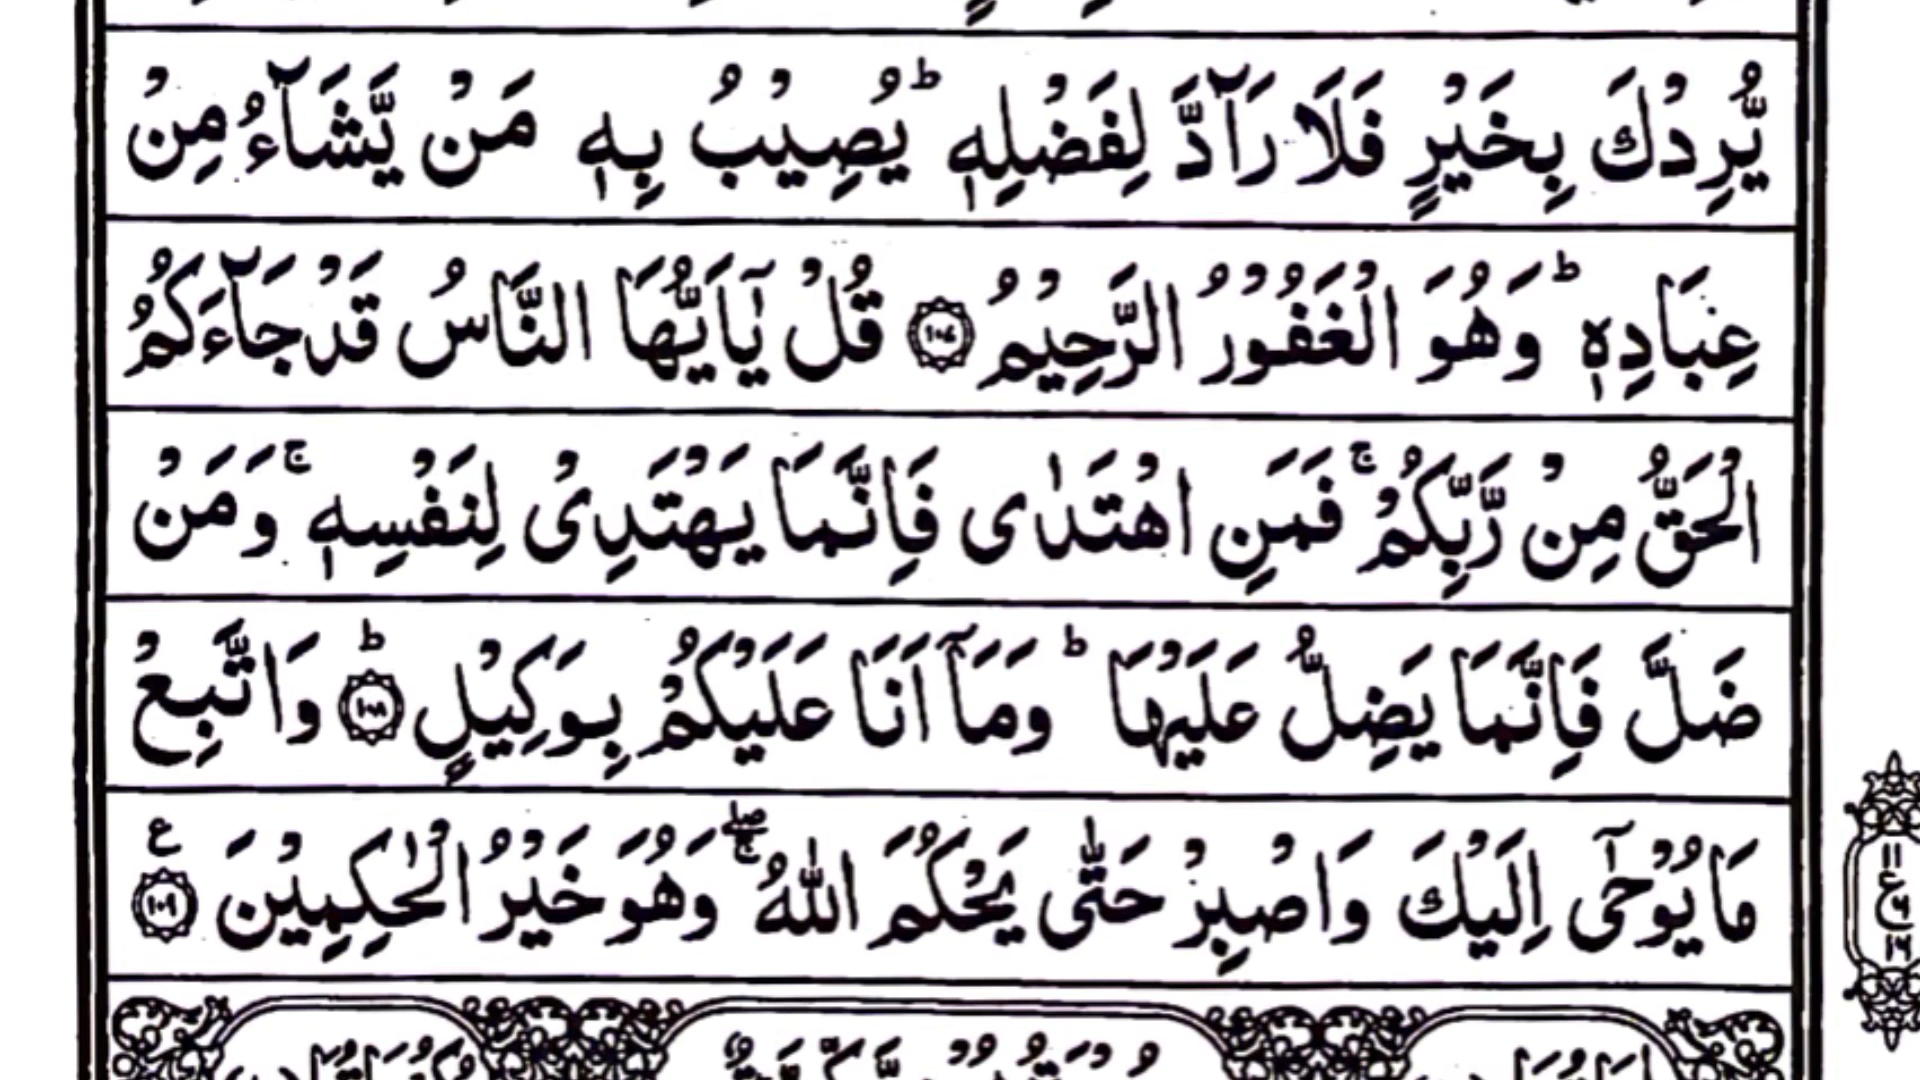 يُّرِدْكَ بِخَيْرٍ فَلَا رَآدَّ لِفَضْلِهٖ ؕ يُصِيْبُ بِهٖ مَنْ يَّشَآءُ مِنْ
عِبَادِهٖ ؕ وَهُوَ الْغَفُوْرُ الرَّحِيْمُ ۝۱۰۷ قُلْ يٰۤاَيُّهَا النَّاسُ قَدْ جَآءَكُمُ
الْحَقُّ مِنْ رَّبِّكُمْ ۚ فَمَنِ اهْتَدٰى فَاِنَّمَا يَهْتَدِىْ لِنَفْسِهٖ ۚ وَمَنْ
ضَلَّ فَاِنَّمَا يَضِلُّ عَلَيْهَا ؕ وَمَاۤ اَنَا عَلَيْكُمْ بِوَكِيْلٍ ؕ۝۱۰۸ وَاتَّبِعْ
مَا يُوْحٰۤى اِلَيْكَ وَاصْبِرْ حَتّٰى يَحْكُمَ اللّٰهُ ۖۚ وَهُوَ خَيْرُ الْحٰكِمِيْنَ ۝۱۰۹ ع